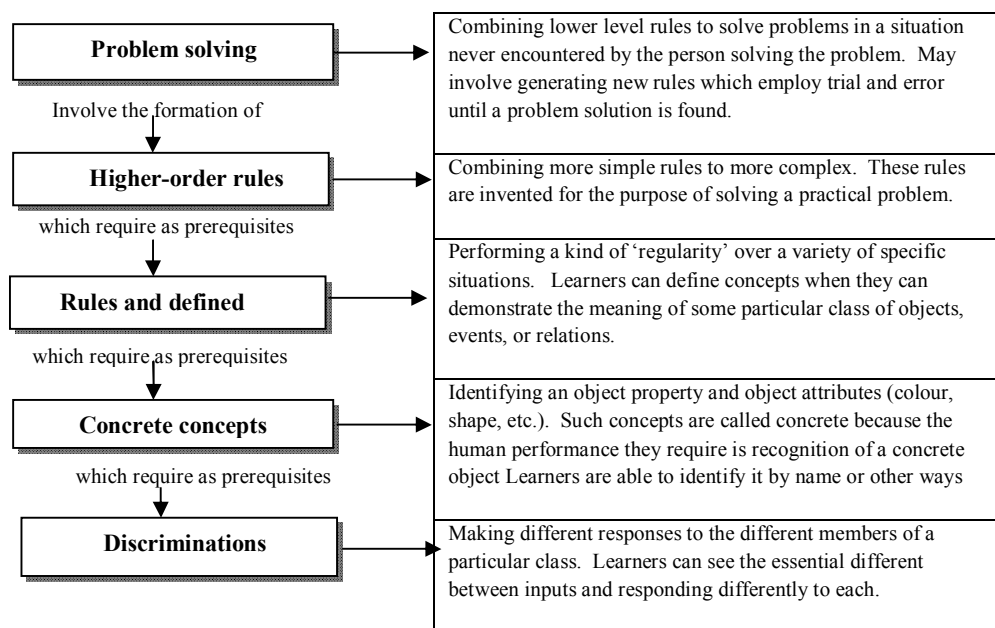 Problem solving
Combining lower level rules to solve problems in a situation
never encountered by the person solving the problem. May
involve generating new rules which employ trial and error
until a problem solution is found.
Involve the formation of
Higher-order rules
Combining more simple rules to more complex. These rules
are invented for the purpose of solving a practical problem.
which require as prerequisites
Rules and defined
Performing a kind of ‘regularity’ over a variety of specific
situations. Learners can define concepts when they can
demonstrate the meaning of some particular class of objects,
events, or relations.
which require as prerequisites
Concrete concepts
Identifying an object property and object attributes (colour,
shape, etc.). Such concepts are called concrete because the
human performance they require is recognition of a concrete
object Learners are able to identify it by name or other ways
which require as prerequisites
Discriminations
Making different responses to the different members of a
particular class. Learners can see the essential different
between inputs and responding differently to each.